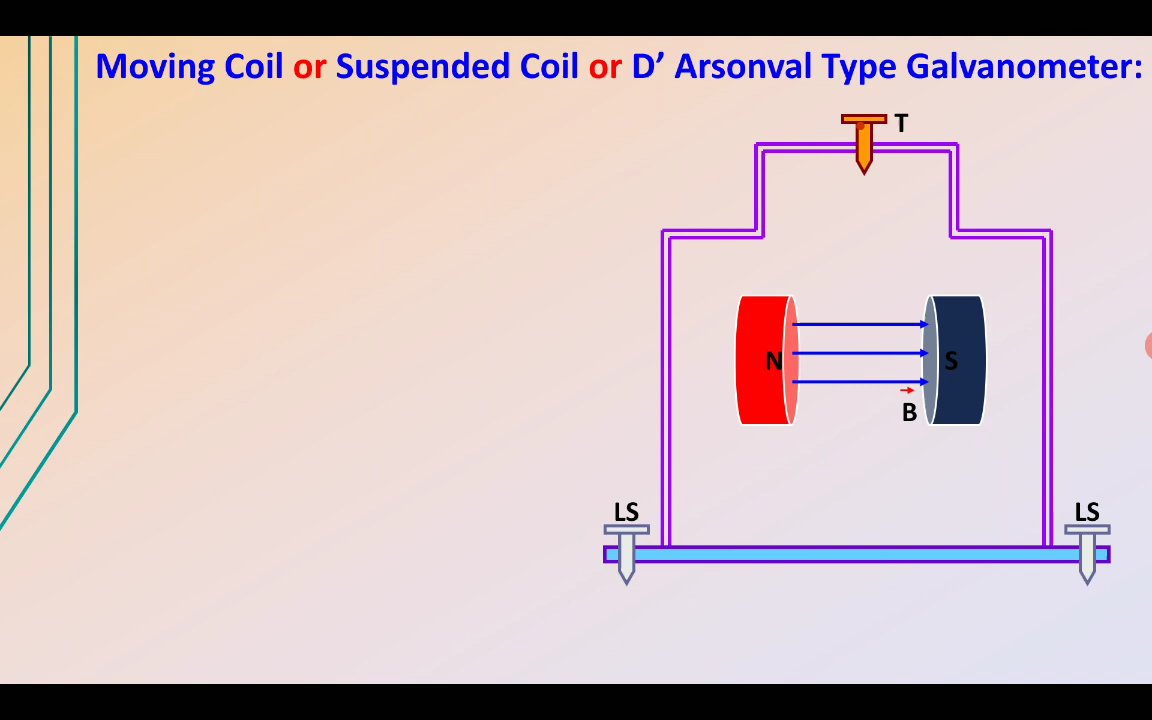 Moving Coil or Suspended Coil or D’ Arsonval Type Galvanometer:
T
N
S
B
LS
LS